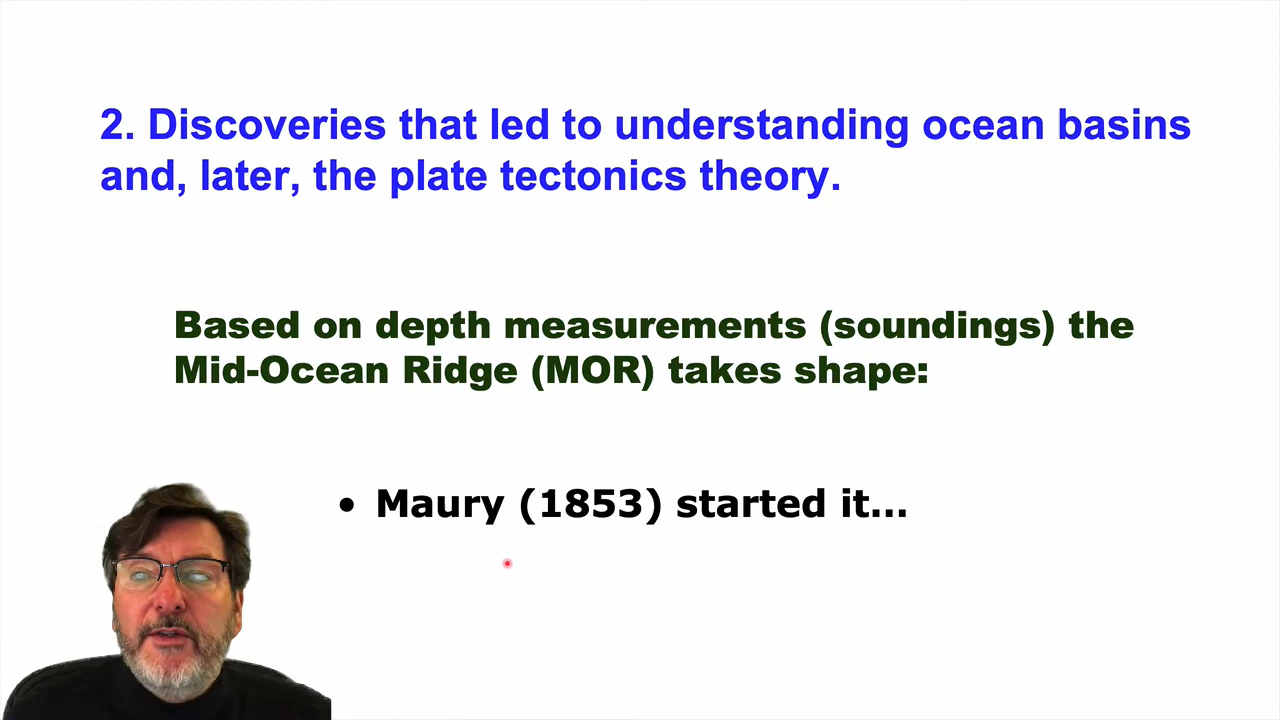 2. Discoveries that led to understanding ocean basins
and, later, the plate tectonics theory.
Based on depth measurements (soundings) the
Mid-Ocean Ridge (MOR) takes shape:
• Maury (1853) started it...